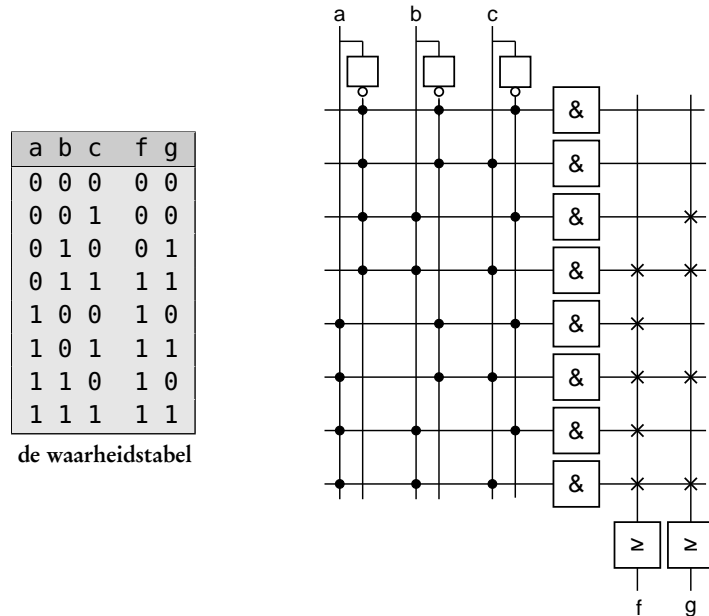 a b c f g
0 0 0 0 0
0 0 1 0 0
0 1 0 0 1
0 1 1 1 1
1 0 0 1 0
1 0 1 1 1
1 1 0 1 0
1 1 1 1 1
de waarheidstabel
a b c
&
&
&
&
&
&
&
&
≥ ≥
f g